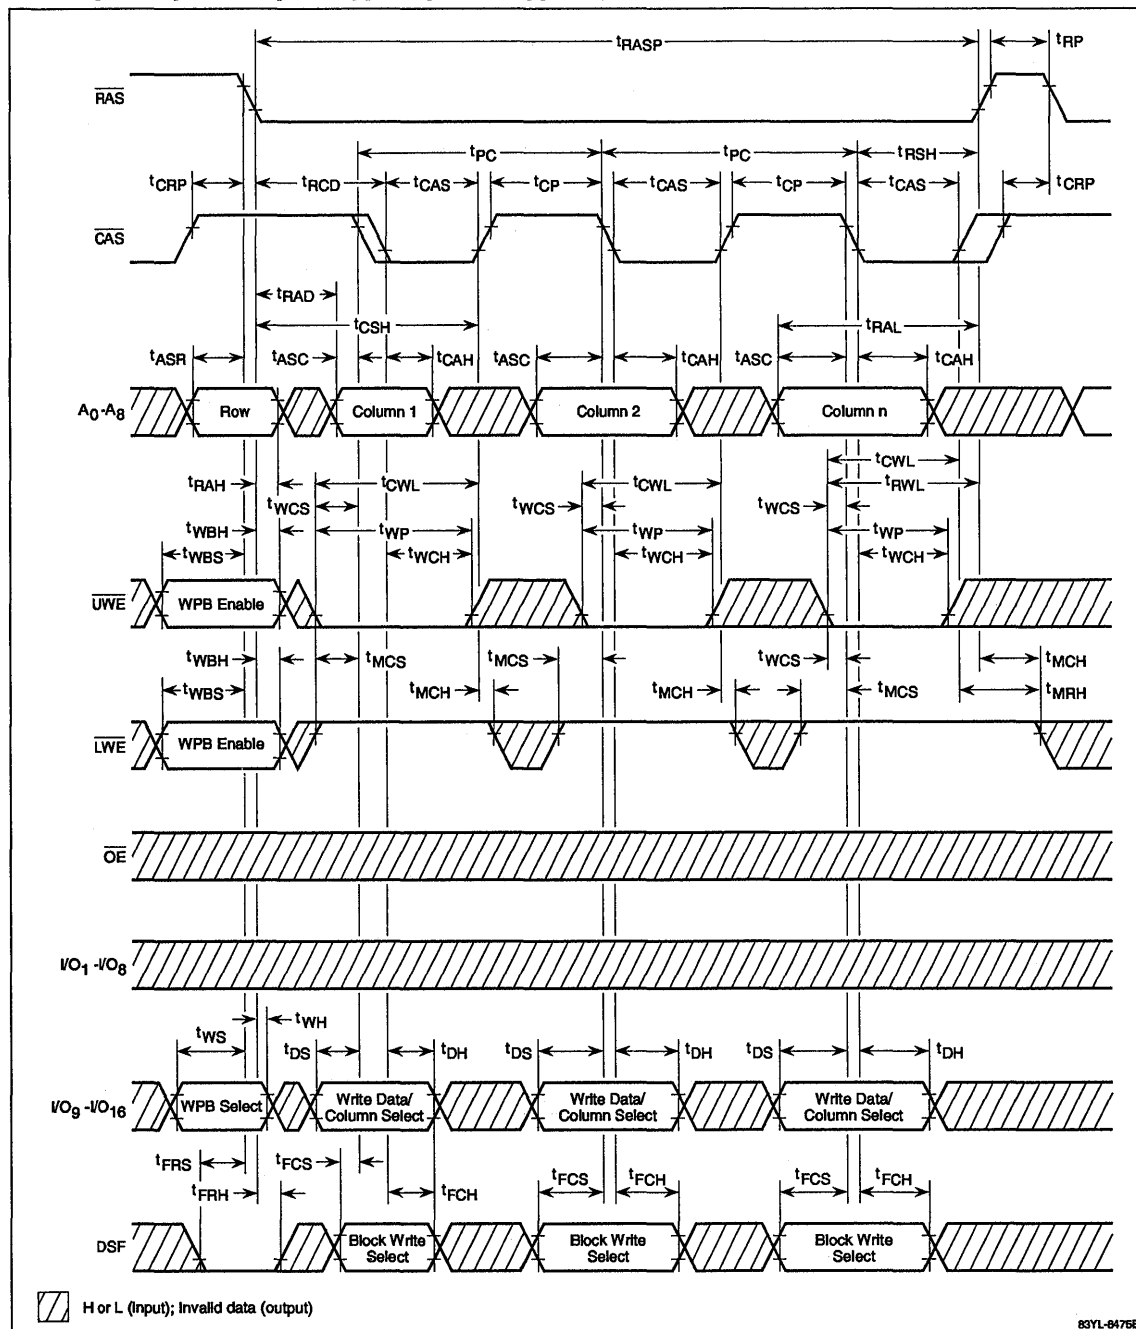 tRASP tRP
RAS
tPC tPC tRSH
tCRP tRCD tCAS tCP tCAS tCP tCAS tCRP
CAS
tRAD
tCSH tRAL
tASR tASC tCAH tASC tCAH tASC tCAH
A0-A8 Row Column 1 Column 2 Column n
tCWL
tRAH tCWL tCWL tRWL
tWCS tWCS tWCS
tWBH tWP tWP tWP
tWBS tWCH tWCH tWCH
UWE WPB Enable
tWBH tMCS tMCS tWCS tMCH
tWBS tMCH tMCH tMCS tMRH
LWE WPB Enable
OE
I/O1 -I/O8
tWH
tWS tDS tDH tDS tDH tDS tDH
I/O9 -I/O16 WPB Select Write Data/ Column Select Write Data/ Column Select Write Data/ Column Select
tFRS tFCS tFCS tFCH tFCS tFCH
tFRH tFCH
DSF Block Write Select Block Write Select Block Write Select
H or L (Input); Invalid data (output)